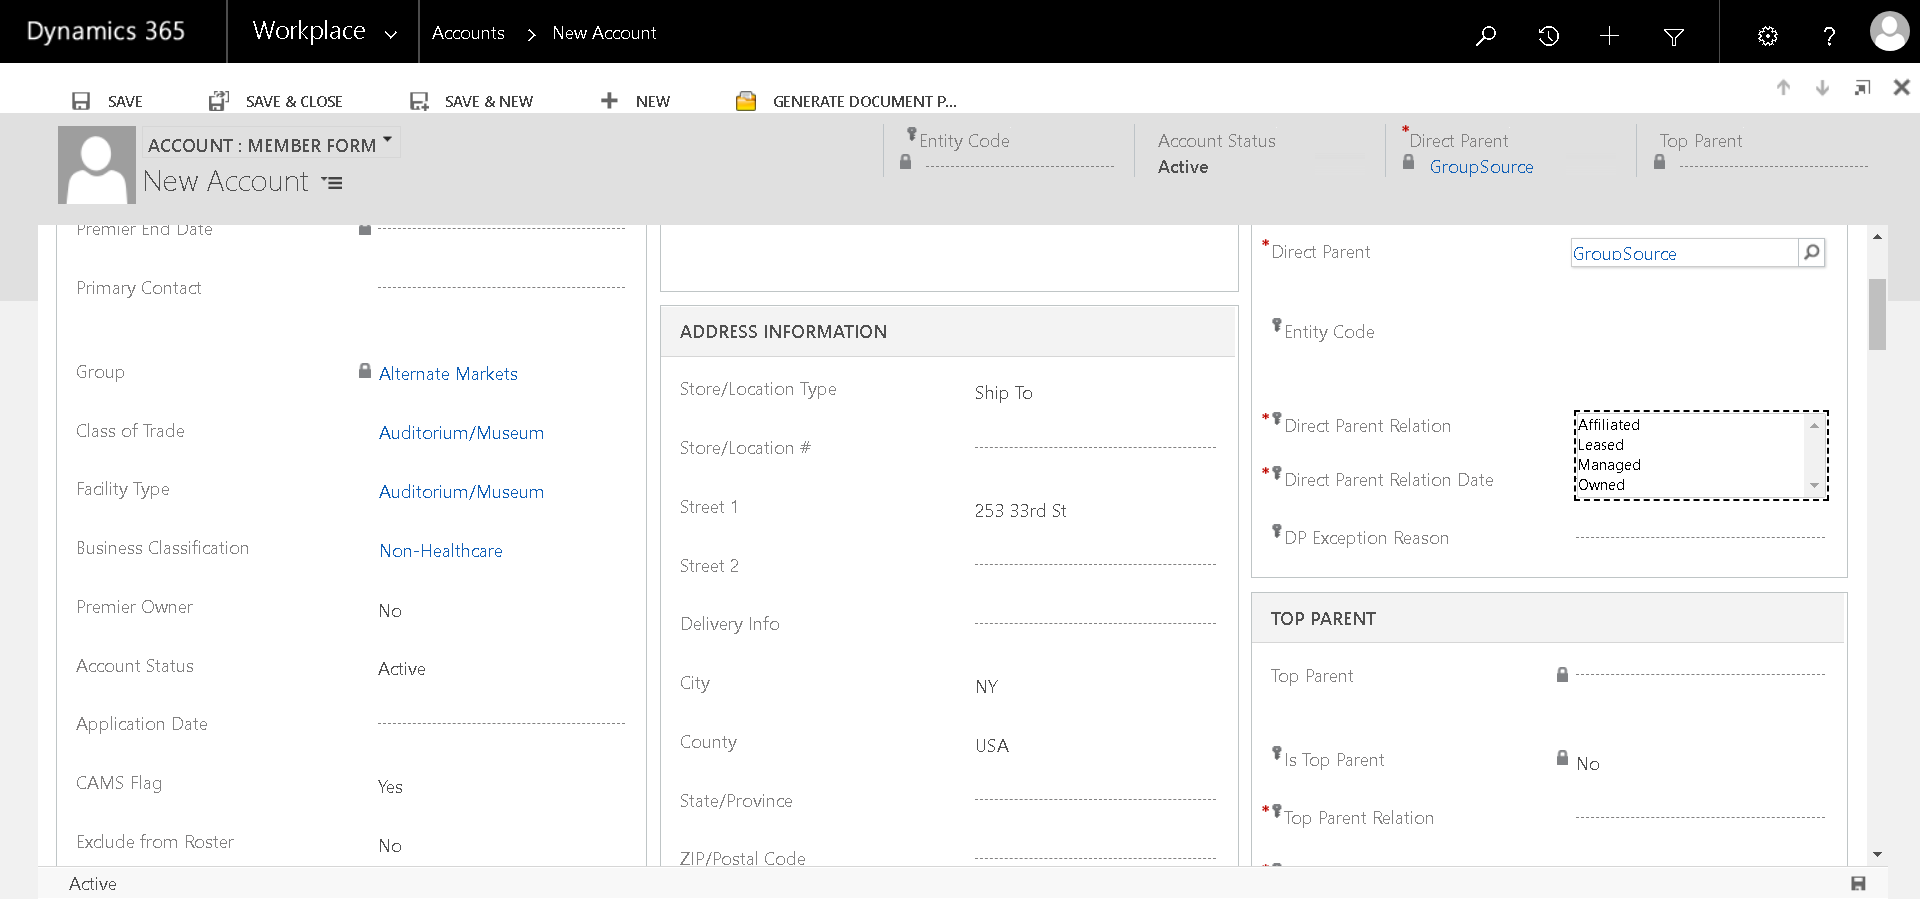 Dynamics 365
Workplace
Accounts > New Account
?
SAVE
SAVE & CLOSE
SAVE & NEW
NEW
GENERATE DOCUMENT P...
ACCOUNT : MEMBER FORM
New Account
Entity Code
Account Status
Active
*Direct Parent
GroupSource
Top Parent
Premier End Date
Primary Contact
Group
Alternate Markets
Class of Trade
Auditorium/Museum
Facility Type
Auditorium/Museum
Business Classification
Non-Healthcare
Premier Owner
No
Account Status
Active
Application Date
CAMS Flag
Yes
Exclude from Roster
No
ADDRESS INFORMATION
Store/Location Type
Ship To
Store/Location #
Street 1
253 33rd St
Street 2
Delivery Info
City
NY
County
USA
State/Province
ZIP/Postal Code
*Direct Parent
GroupSource
Entity Code
*Direct Parent Relation
Affiliated
Leased
Managed
Owned
*Direct Parent Relation Date
DP Exception Reason
TOP PARENT
Top Parent
Is Top Parent
No
*Top Parent Relation
*
Active